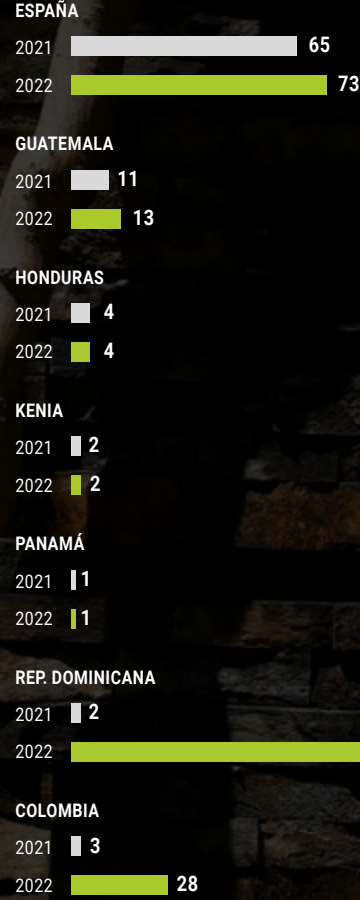 ESPAÑA
2021 65
2022 73
GUATEMALA
2021 11
2022 13
HONDURAS
2021 4
2022 4
KENIA
2021 2
2022 2
PANAMÁ
2021 1
2022 1
REP. DOMINICANA
2021 2
2022
COLOMBIA
2021 3
2022 28